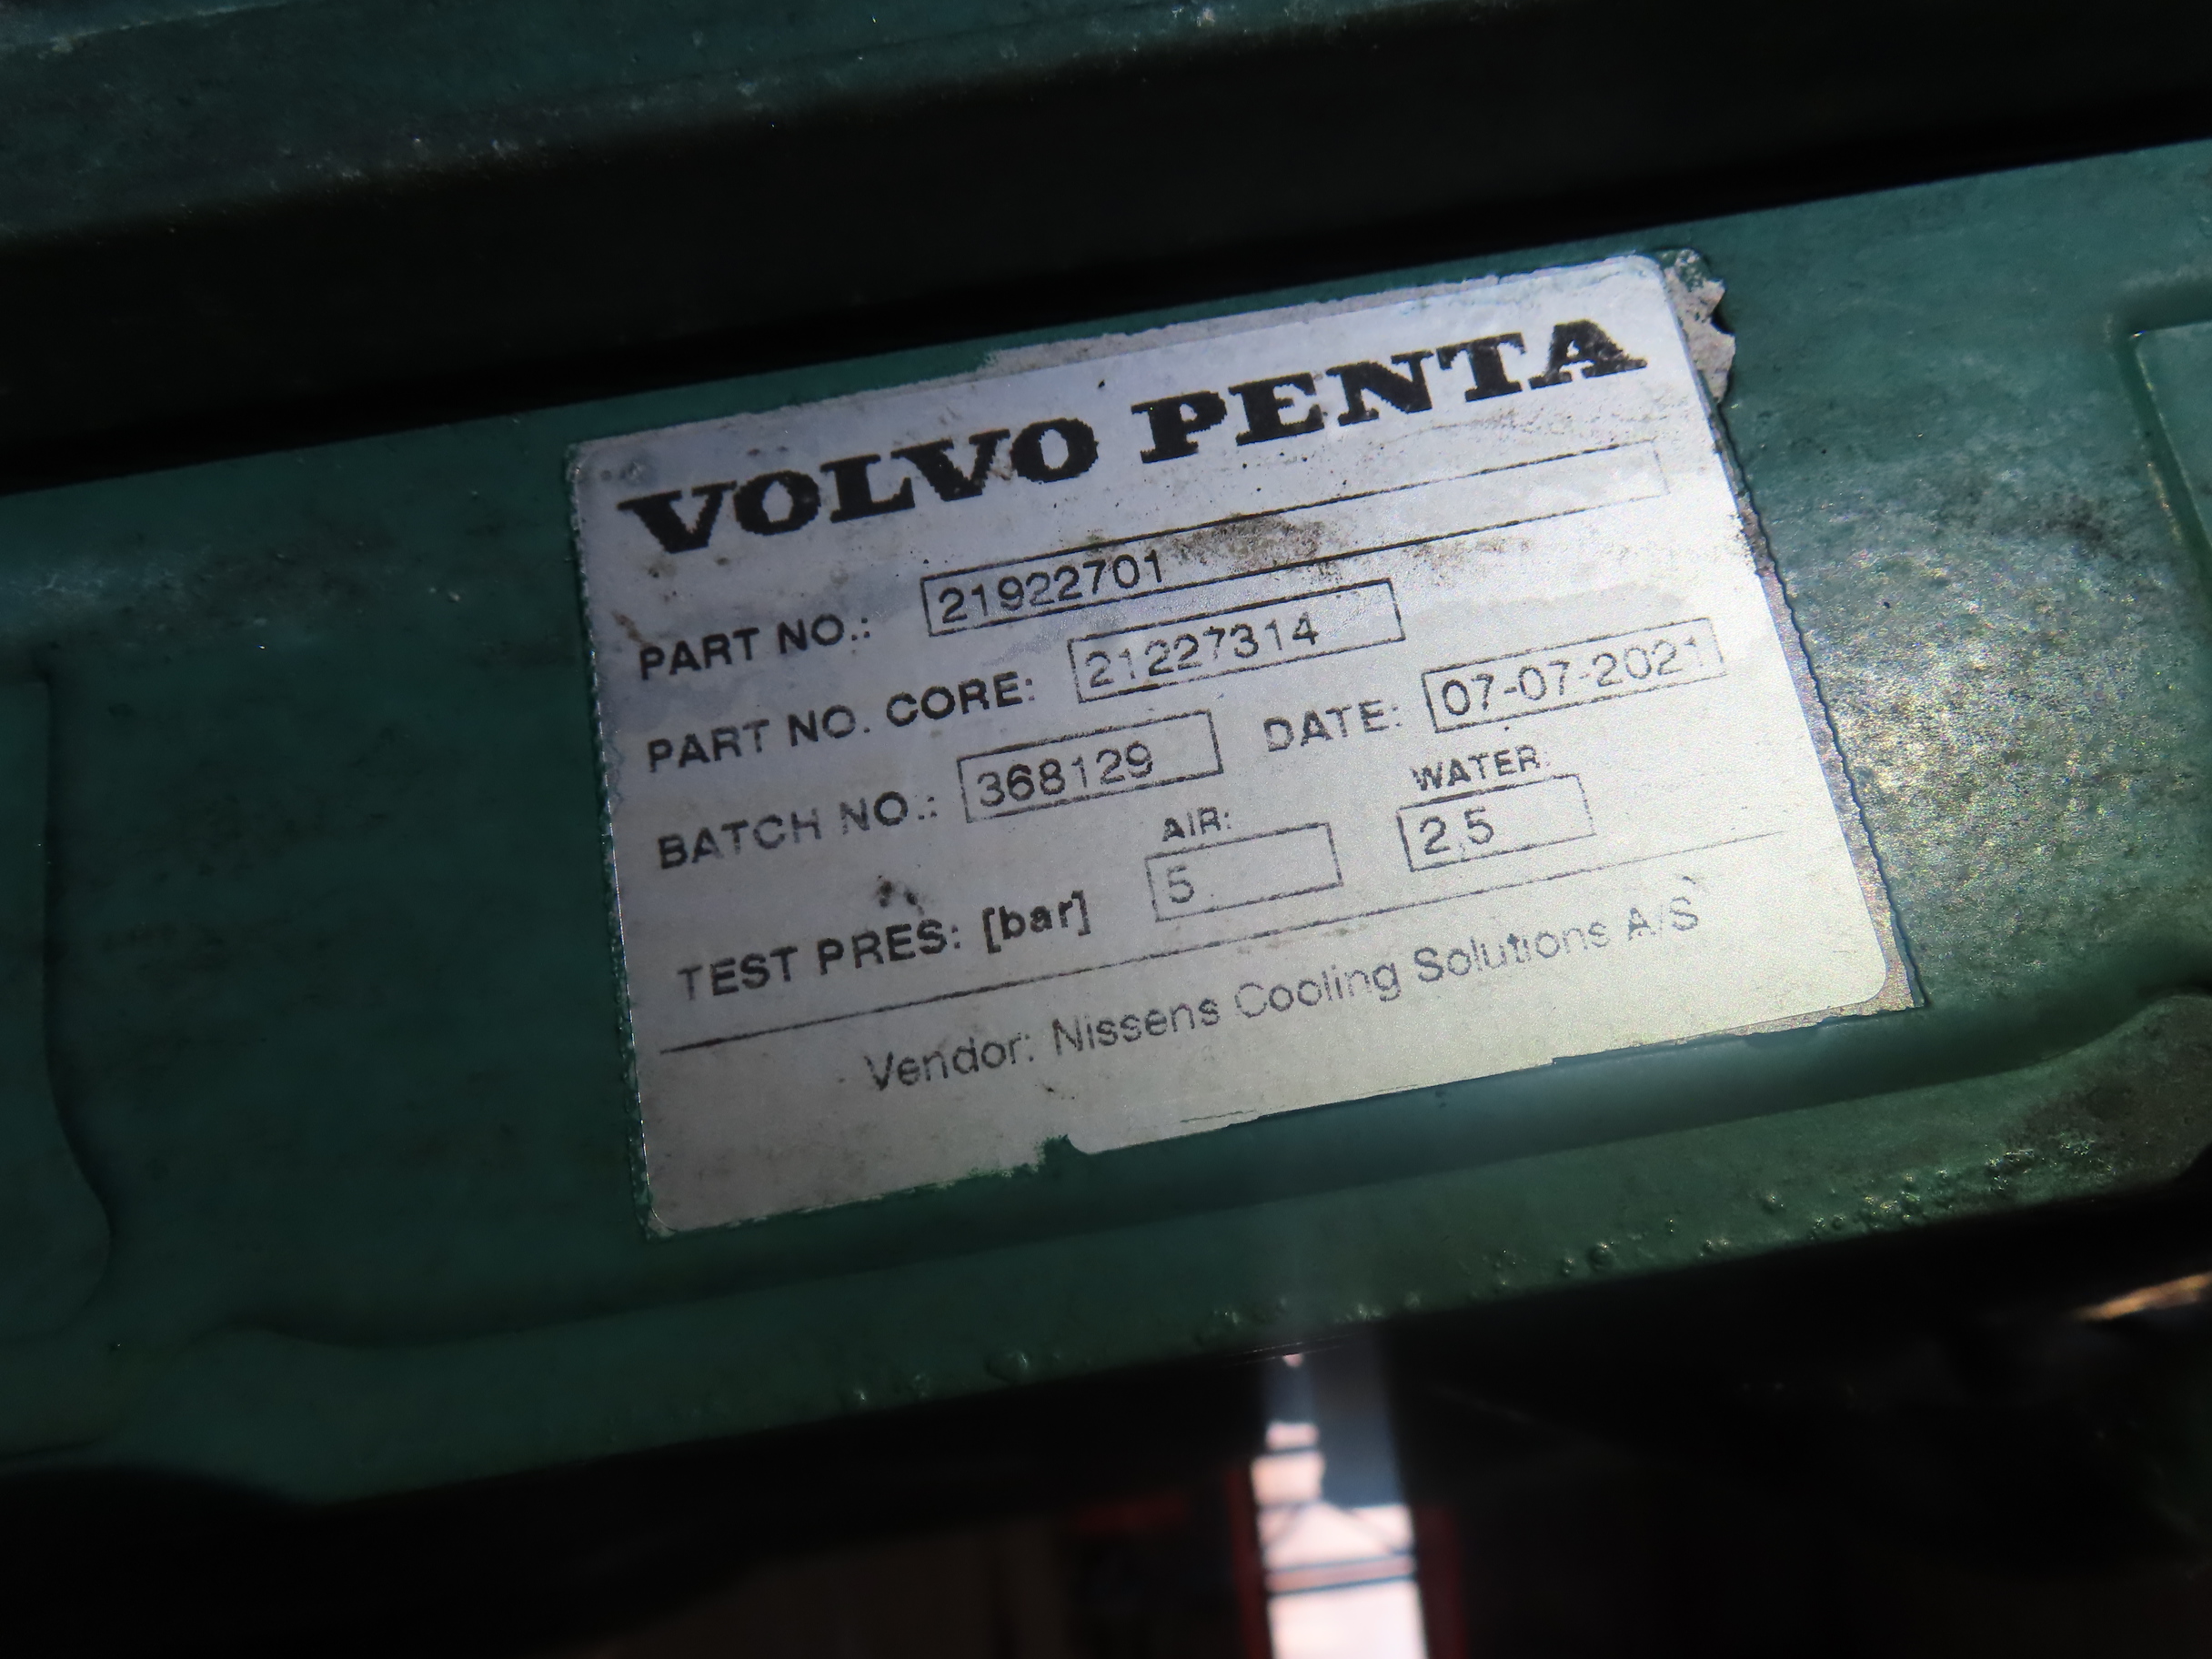 VOLVO PENTA
PART NO.: 21922701
PART NO. CORE: 21227314
BATCH NO.: 368129 DATE: 07-07-2021
AIR: WATER:
TEST PRES: [bar] 5 2,5
Vendor: Nissens Cooling Solutions A/S